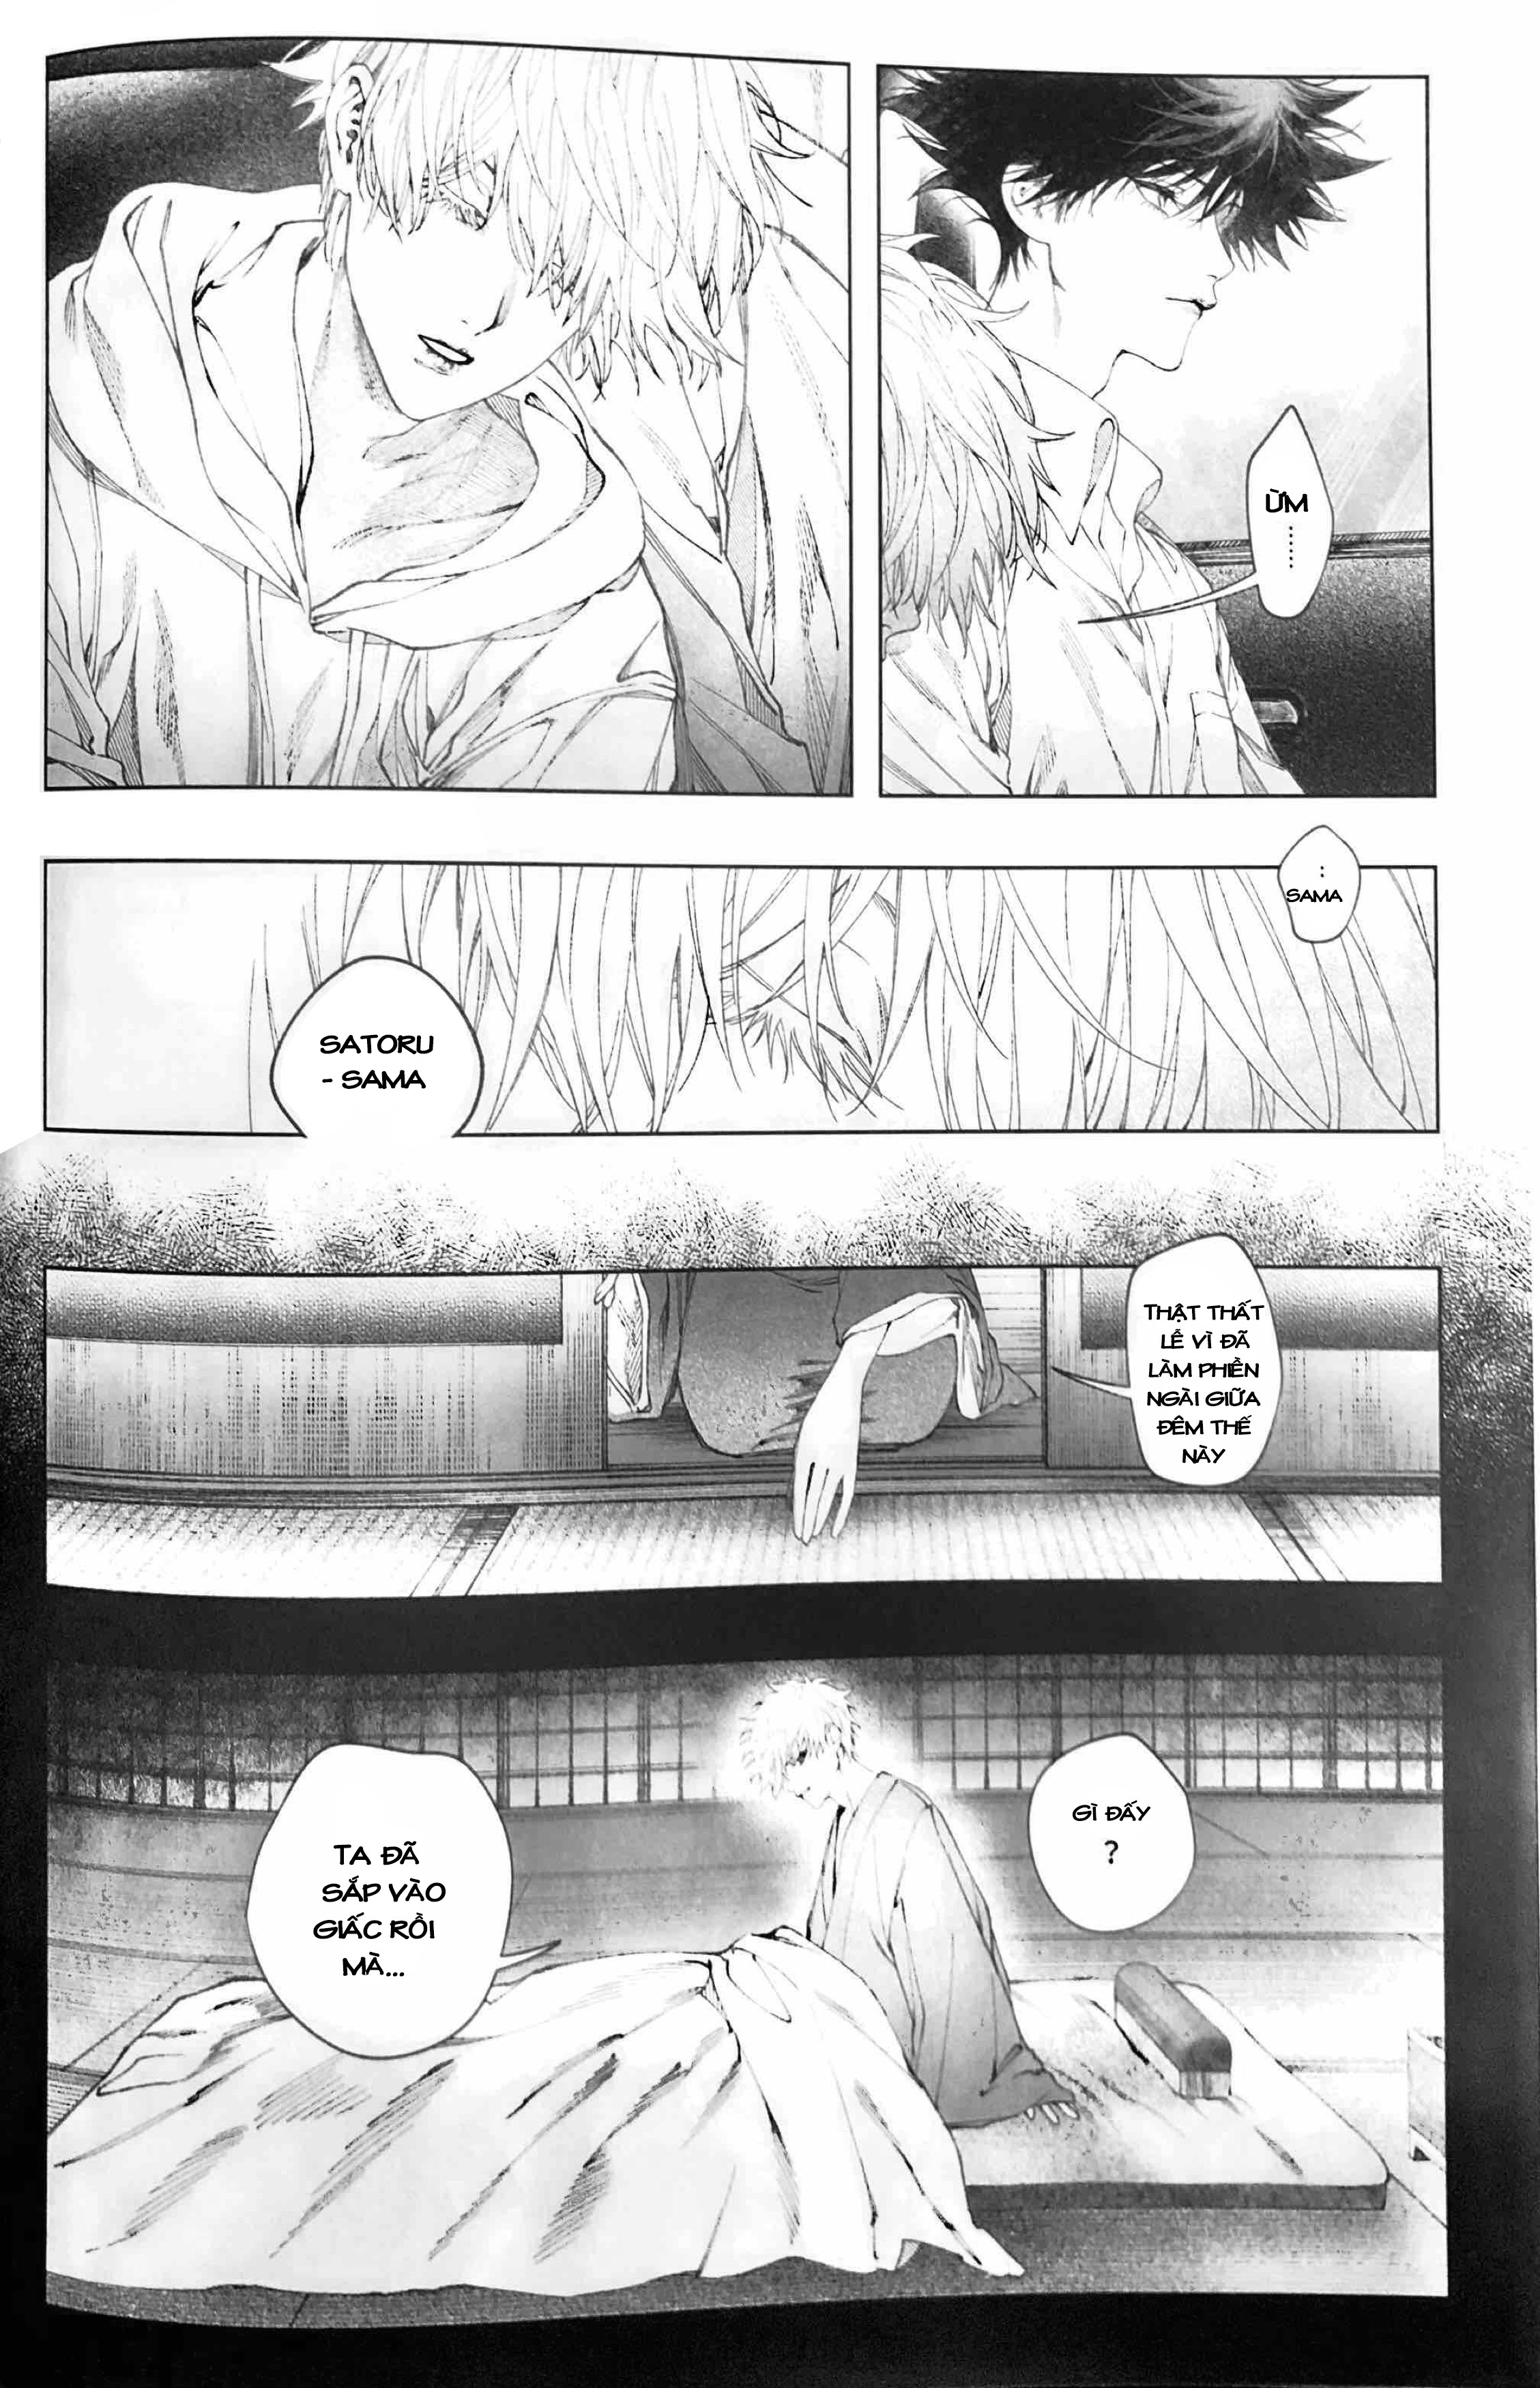 ỪM
......
:
SAMA
SATORU
- SAMA
THẬT THẤT
LỄ VÌ ĐÃ
LÀM PHIỀN
NGÀI GIỮA
ĐÊM THẾ
NÀY
GÌ ĐẤY
?
TA ĐÃ
SẮP VÀO
GIẤC RỒI
MÀ...